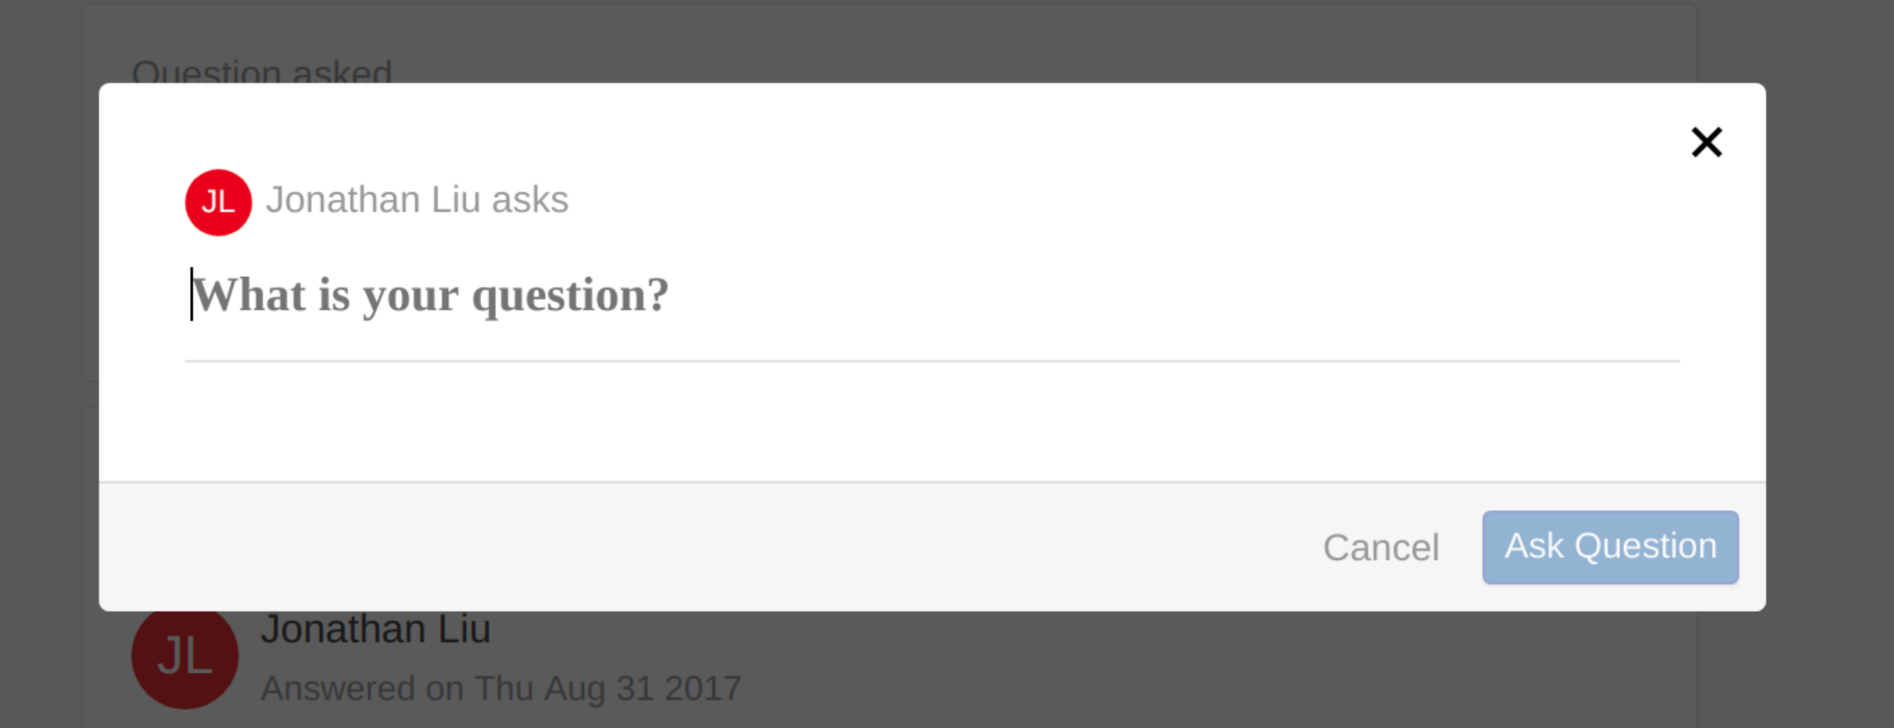 Question asked
JL Jonathan Liu asks
What is your question?
Cancel Ask Question
JL Jonathan Liu
Answered on Thu Aug 31 2017